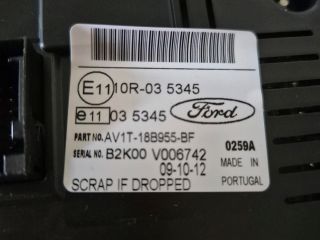 E11 10R-03 5345
e11 03 5345
Ford
PART NO. AV1T-18B955-BF
0259A
SERIAL NO. B2K00 V006742
MADE IN
09-10-12
PORTUGAL
SCRAP IF DROPPED